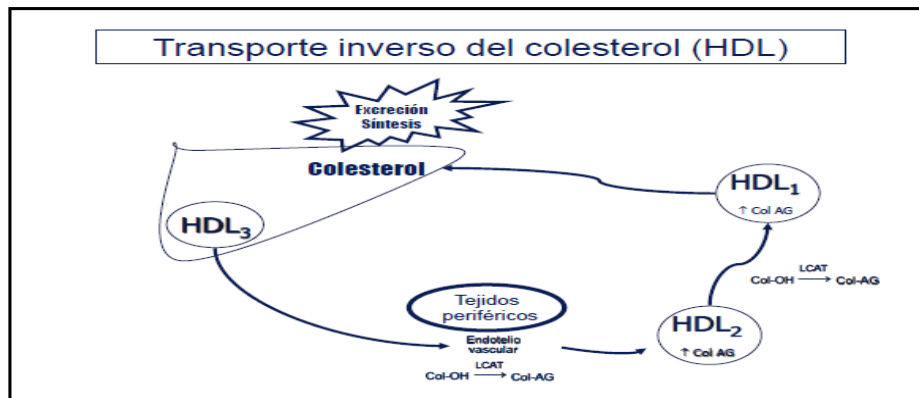 Transporte inverso del colesterol (HDL)
Excreción
Síntesis
Colesterol
HDL₃
HDL₁
↑ Col AG
LCAT
Col-OH → Col-AG
Tejidos
periféricos
Endotelio
vascular
LCAT
Col-OH → Col-AG
HDL₂
↑ Col AG